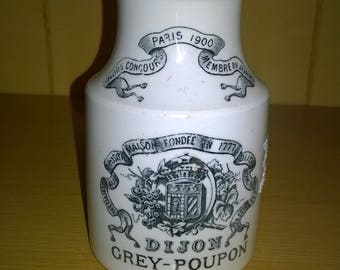 PARIS 1900
HORS CONCOURS
MEMBRE DU JURY
MAISON FONDÉE EN 1777
DIJON
GREY-POUPON